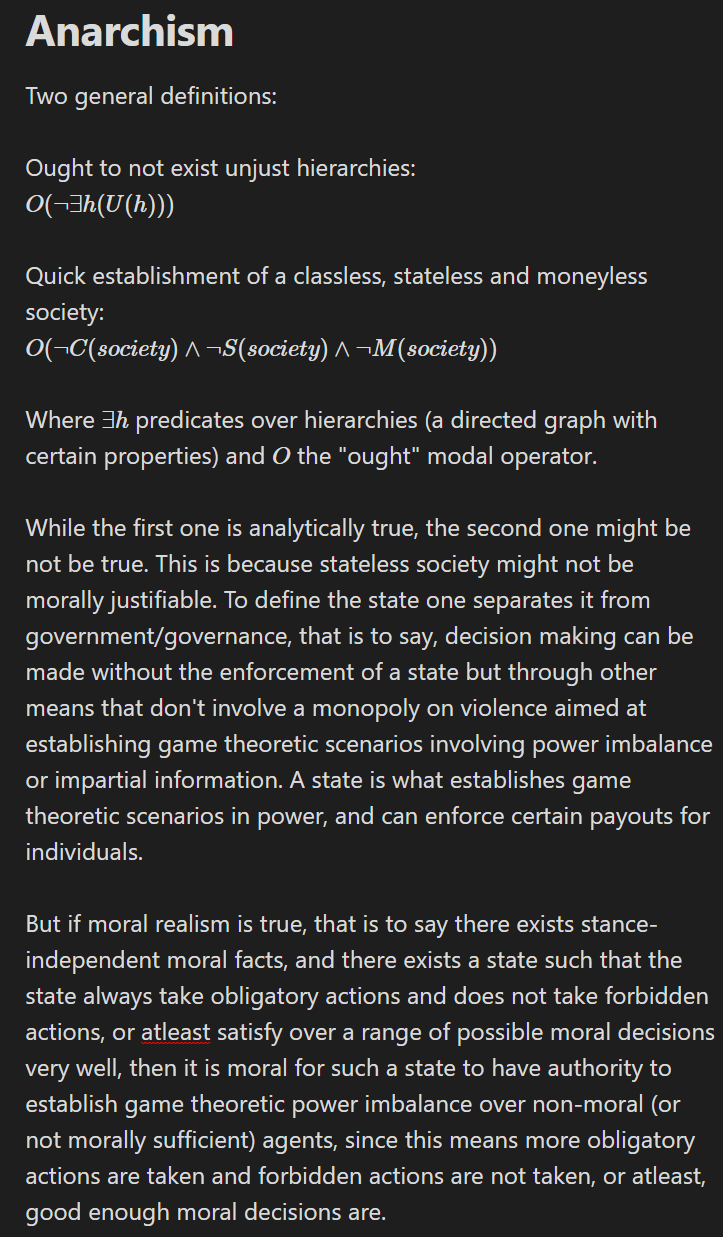 Anarchism
Two general definitions:
Ought to not exist unjust hierarchies:
O(¬∃h(U(h)))
Quick establishment of a classless, stateless and moneyless
society:
O(¬C(society) ∧ ¬S(society) ∧ ¬M(society))
Where ∃h predicates over hierarchies (a directed graph with
certain properties) and O the "ought" modal operator.
While the first one is analytically true, the second one might be
not be true. This is because stateless society might not be
morally justifiable. To define the state one separates it from
government/governance, that is to say, decision making can be
made without the enforcement of a state but through other
means that don't involve a monopoly on violence aimed at
establishing game theoretic scenarios involving power imbalance
or impartial information. A state is what establishes game
theoretic scenarios in power, and can enforce certain payouts for
individuals.
But if moral realism is true, that is to say there exists stance-
independent moral facts, and there exists a state such that the
state always take obligatory actions and does not take forbidden
actions, or atleast satisfy over a range of possible moral decisions
very well, then it is moral for such a state to have authority to
establish game theoretic power imbalance over non-moral (or
not morally sufficient) agents, since this means more obligatory
actions are taken and forbidden actions are not taken, or atleast,
good enough moral decisions are.